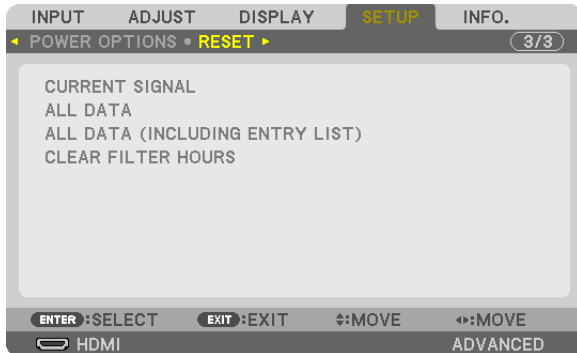 INPUT ADJUST DISPLAY SETUP INFO.
◂ POWER OPTIONS • RESET ▸ 3/3
CURRENT SIGNAL
ALL DATA
ALL DATA (INCLUDING ENTRY LIST)
CLEAR FILTER HOURS
ENTER :SELECT EXIT :EXIT :MOVE :MOVE
HDMI ADVANCED